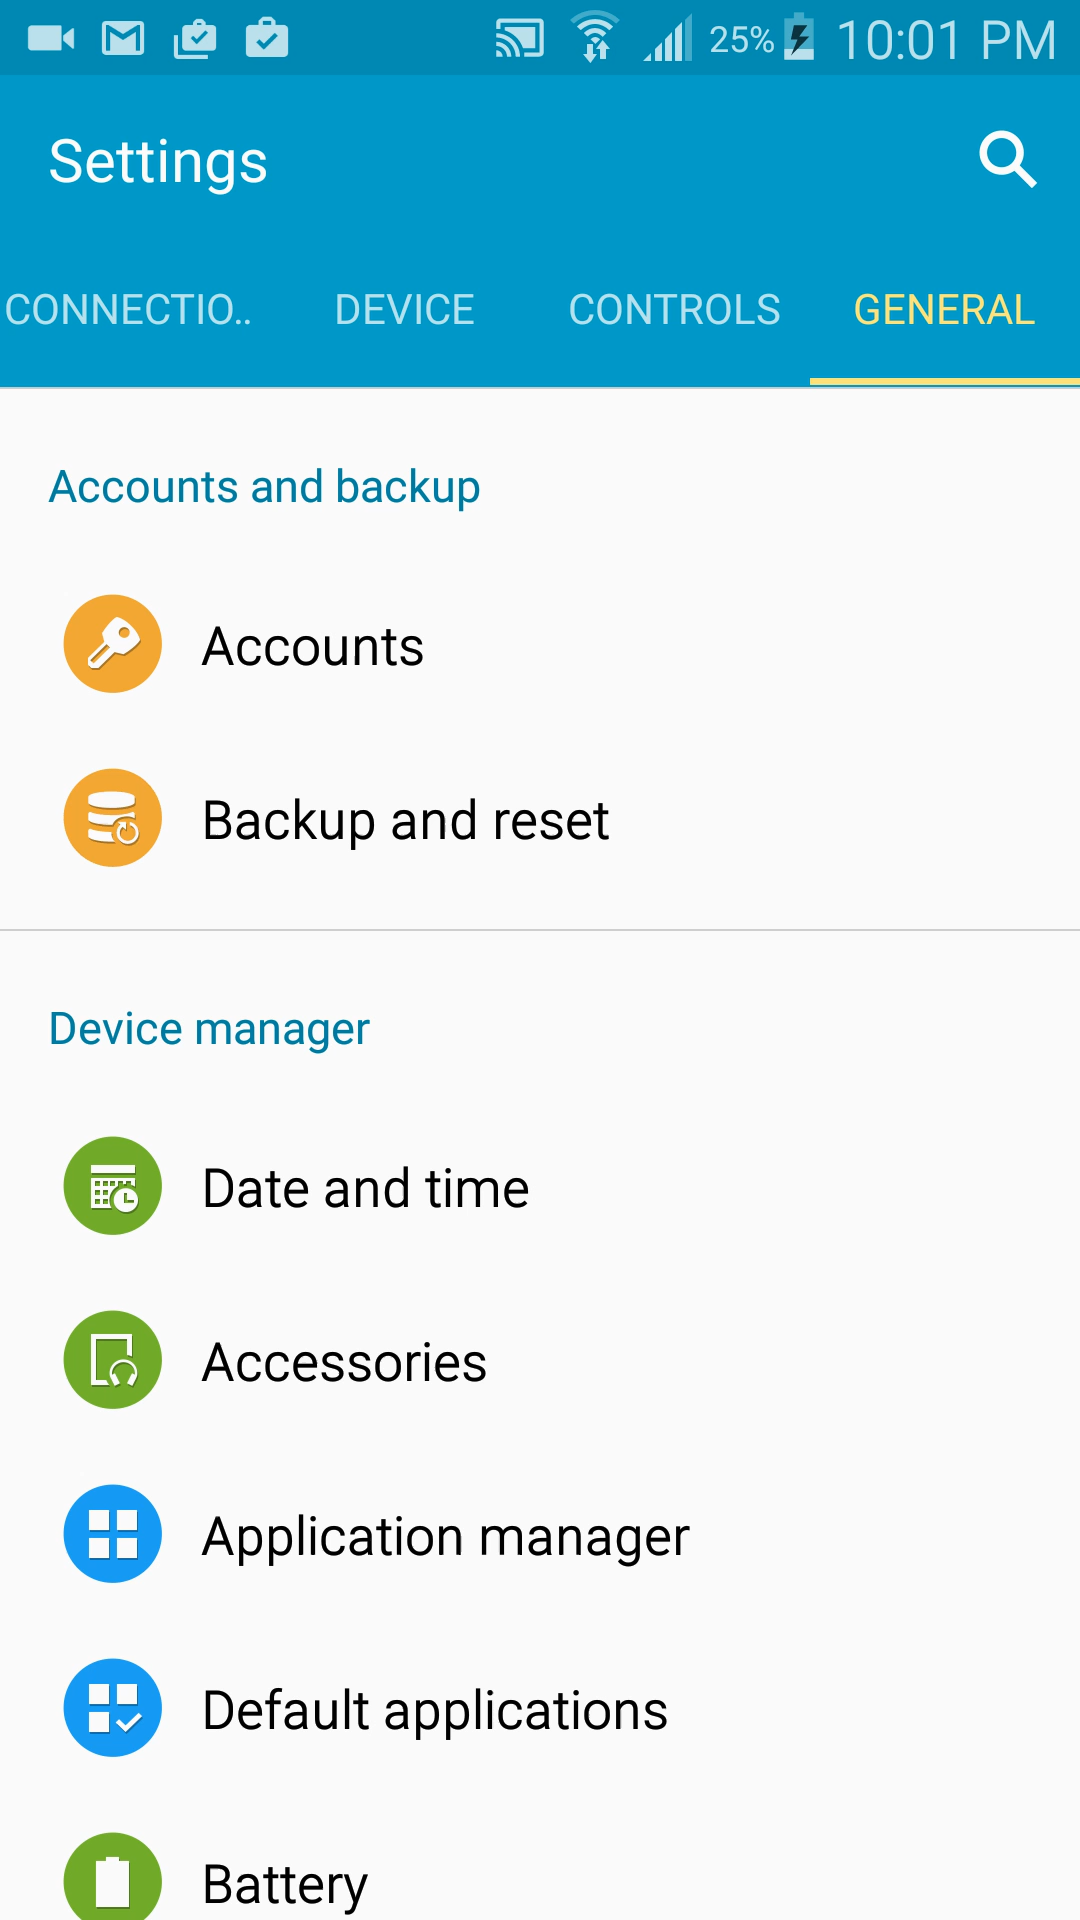 25% 10:01 PM
Settings
CONNECTIO.. DEVICE CONTROLS GENERAL
Accounts and backup
Accounts
Backup and reset
Device manager
Date and time
Accessories
Application manager
Default applications
Battery